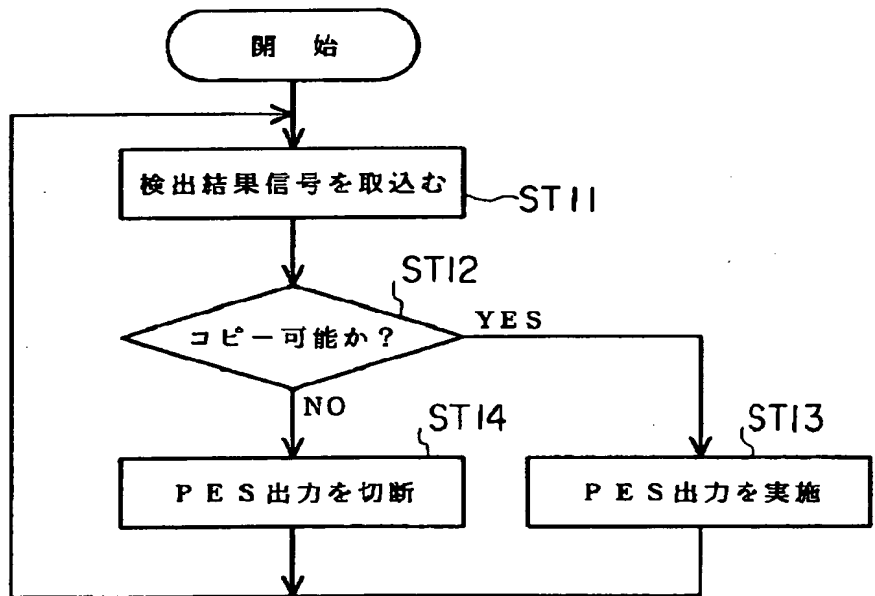 開 始
検出結果信号を取込む
ST11
ST12
コピー可能か?
YES
NO
ST14
ST13
PES出力を切断
PES出力を実施